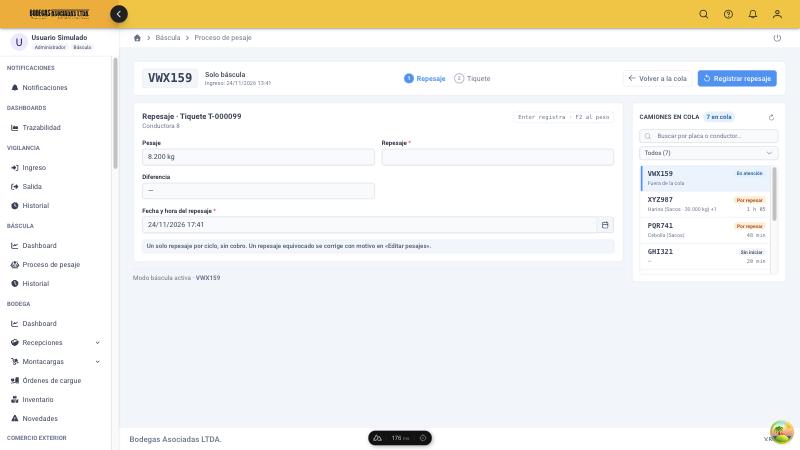 BODEGAS ASOCIADAS LTDA.
Usuario Simulado
Administrador Báscula
U
NOTIFICACIONES
Notificaciones
DASHBOARDS
Trazabilidad
VIGILANCIA
Ingreso
Salida
Historial
BÁSCULA
Dashboard
Proceso de pesaje
Historial
BODEGA
Dashboard
Recepciones
Montacargas
Órdenes de cargue
Inventario
Novedades
COMERCIO EXTERIOR
Báscula Proceso de pesaje
VWX159
Solo báscula
Ingreso: 24/11/2026 13:41
1 Repesaje 2 Tiquete
Volver a la cola
Registrar repesaje
Repesaje · Tiquete T-000099
Conductora 8
Enter registra · F2 al peso
Pesaje
8.200 kg
Repesaje *
Diferencia
—
Fecha y hora del repesaje *
24/11/2026 17:41
Un solo repesaje por ciclo, sin cobro. Un repesaje equivocado se corrige con motivo en «Editar pesajes».
Modo báscula activa · VWX159
CAMIONES EN COLA 7 en cola
Buscar por placa o conductor...
Todos (7)
VWX159 En atención
Fuera de la cola
XYZ987 Por repesar
Harina (Sacos · 30.000 kg) +1 1 h 05
PQR741 Por repesar
Cebolla (Sacos) 48 min
GHI321 Sin iniciar
— 20 min
Bodegas Asociadas LTDA.
176 ms